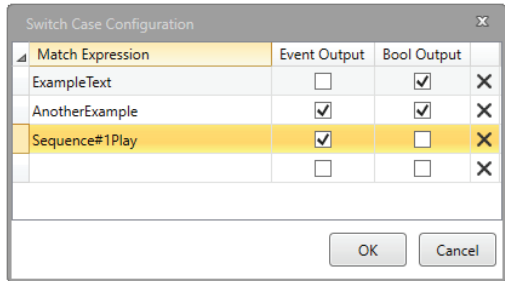 Switch Case Configuration
Match Expression Event Output Bool Output
ExampleText
AnotherExample
Sequence#1Play
OK Cancel